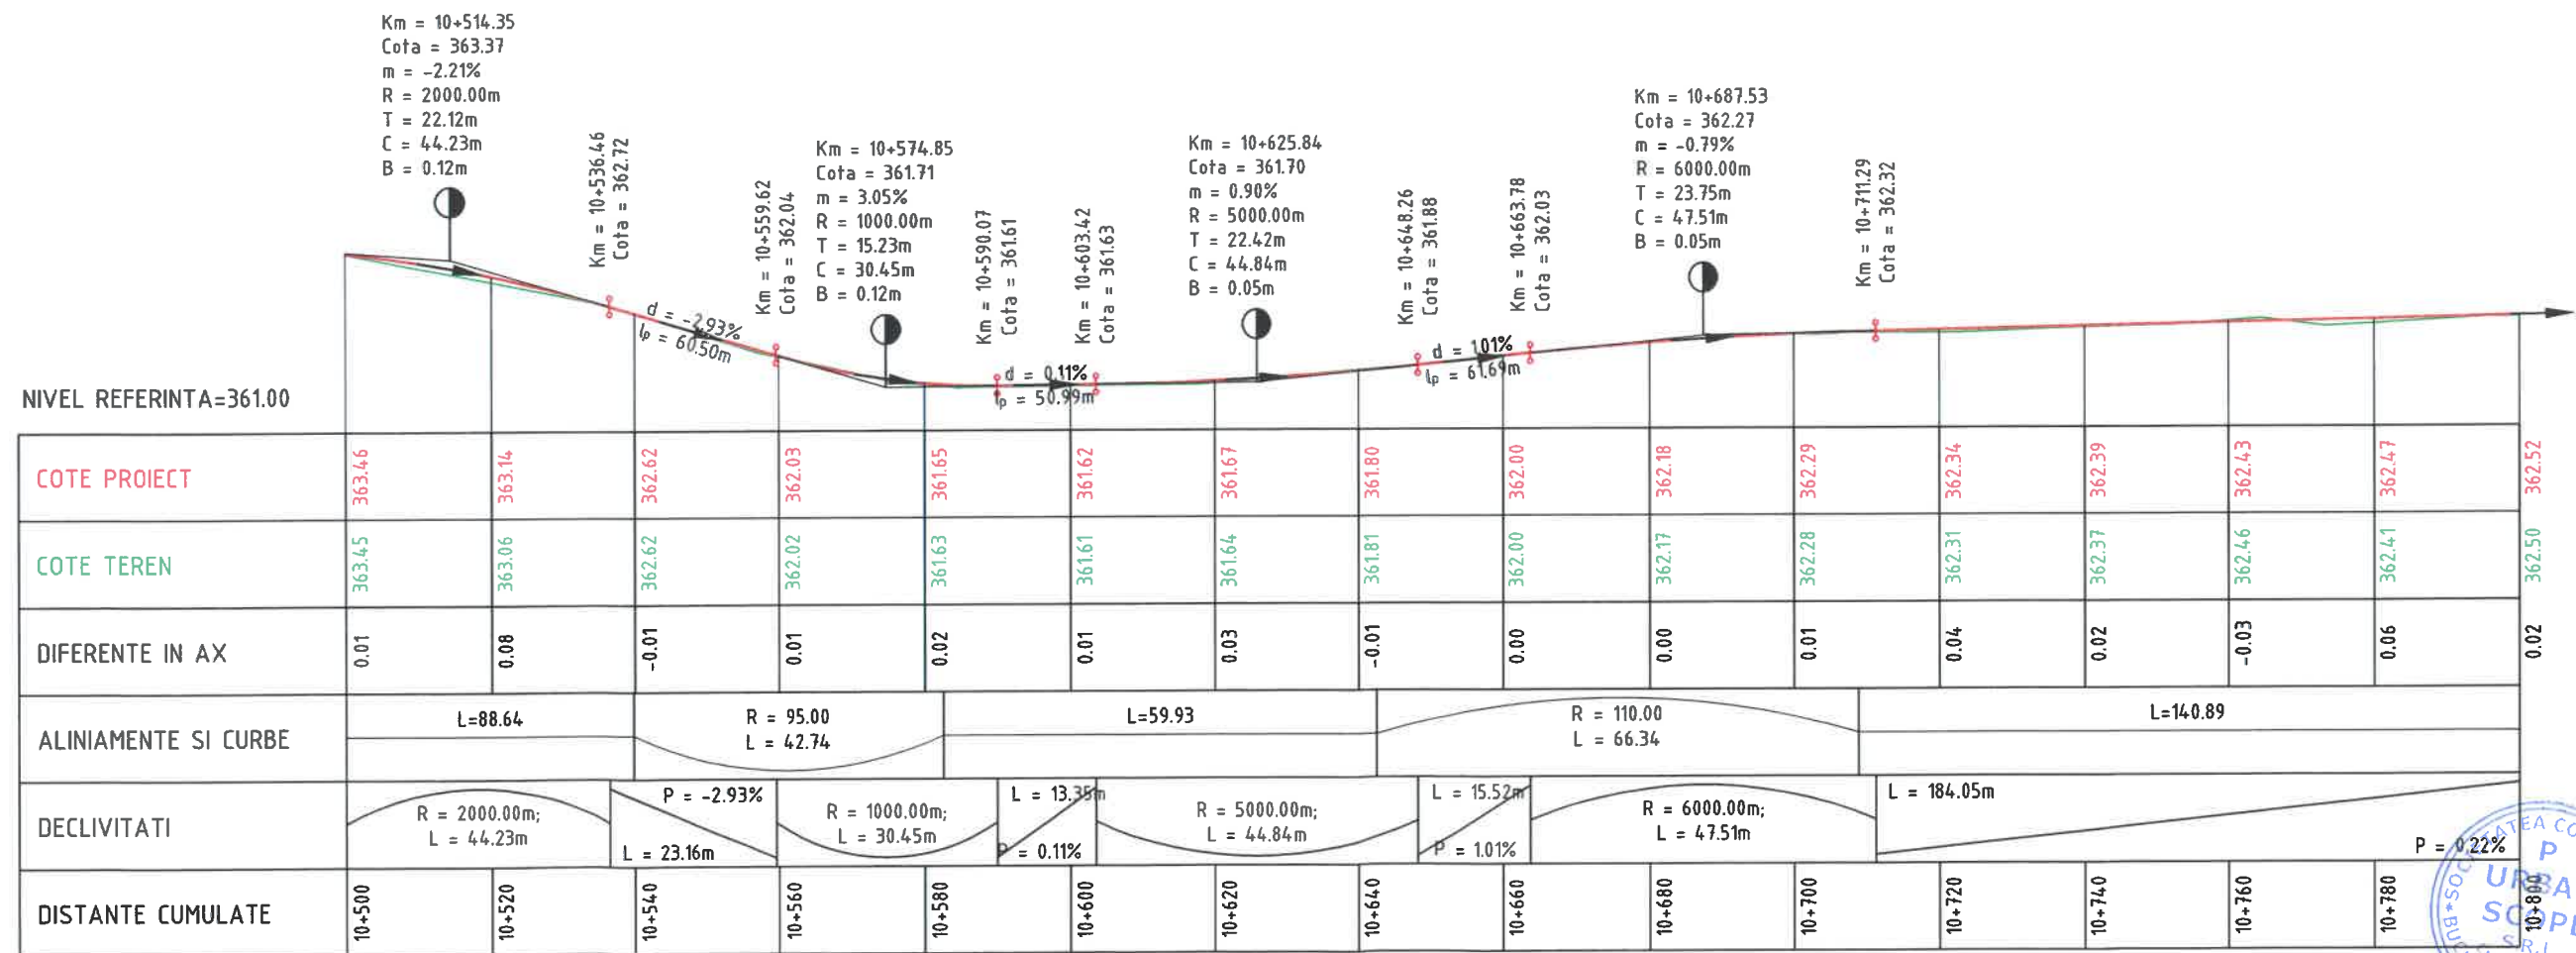 Km = 10+514.35
Cota = 363.37
m = -2.21%
R = 2000.00m
T = 22.12m
C = 44.23m
B = 0.12m
Km = 10+536.46
Cota = 362.72
d = -2.93%
lp = 60.50m
Km = 10+559.62
Cota = 362.04
Km = 10+574.85
Cota = 361.71
m = 3.05%
R = 1000.00m
T = 15.23m
C = 30.45m
B = 0.12m
Km = 10+590.07
Cota = 361.61
d = 0.11%
lp = 50.99m
Km = 10+603.42
Cota = 361.63
Km = 10+625.84
Cota = 361.70
m = 0.90%
R = 5000.00m
T = 22.42m
C = 44.84m
B = 0.05m
Km = 10+648.26
Cota = 361.88
d = 1.01%
lp = 61.69m
Km = 10+663.78
Cota = 362.03
Km = 10+687.53
Cota = 362.27
m = -0.79%
R = 6000.00m
T = 23.75m
C = 47.51m
B = 0.05m
Km = 10+711.29
Cota = 362.32
NIVEL REFERINTA=361.00
COTE PROIECT 363.46 363.14 362.62 362.03 361.65 361.62 361.67 361.80 362.00 362.18 362.29 362.34 362.39 362.43 362.47 362.52
COTE TEREN 363.45 363.06 362.62 362.02 361.63 361.61 361.64 361.81 362.00 362.17 362.28 362.31 362.37 362.46 362.41 362.50
DIFERENTE IN AX 0.01 0.08 -0.01 0.01 0.02 0.01 0.03 -0.01 0.00 0.00 0.01 0.04 0.02 -0.03 0.06 0.02
ALINIAMENTE SI CURBE
L=88.64
R = 95.00
L = 42.74
L=59.93
R = 110.00
L = 66.34
L=140.89
DECLIVITATI
R = 2000.00m;
L = 44.23m
P = -2.93%
L = 23.16m
R = 1000.00m;
L = 30.45m
L = 13.35m
P = 0.11%
R = 5000.00m;
L = 44.84m
L = 15.52m
P = 1.01%
R = 6000.00m;
L = 47.51m
L = 184.05m
P = 0.22%
DISTANTE CUMULATE 10+500 10+520 10+540 10+560 10+580 10+600 10+620 10+640 10+660 10+680 10+700 10+720 10+740 10+760 10+780 10+800
P
URBA
SCOPE
S.R.L